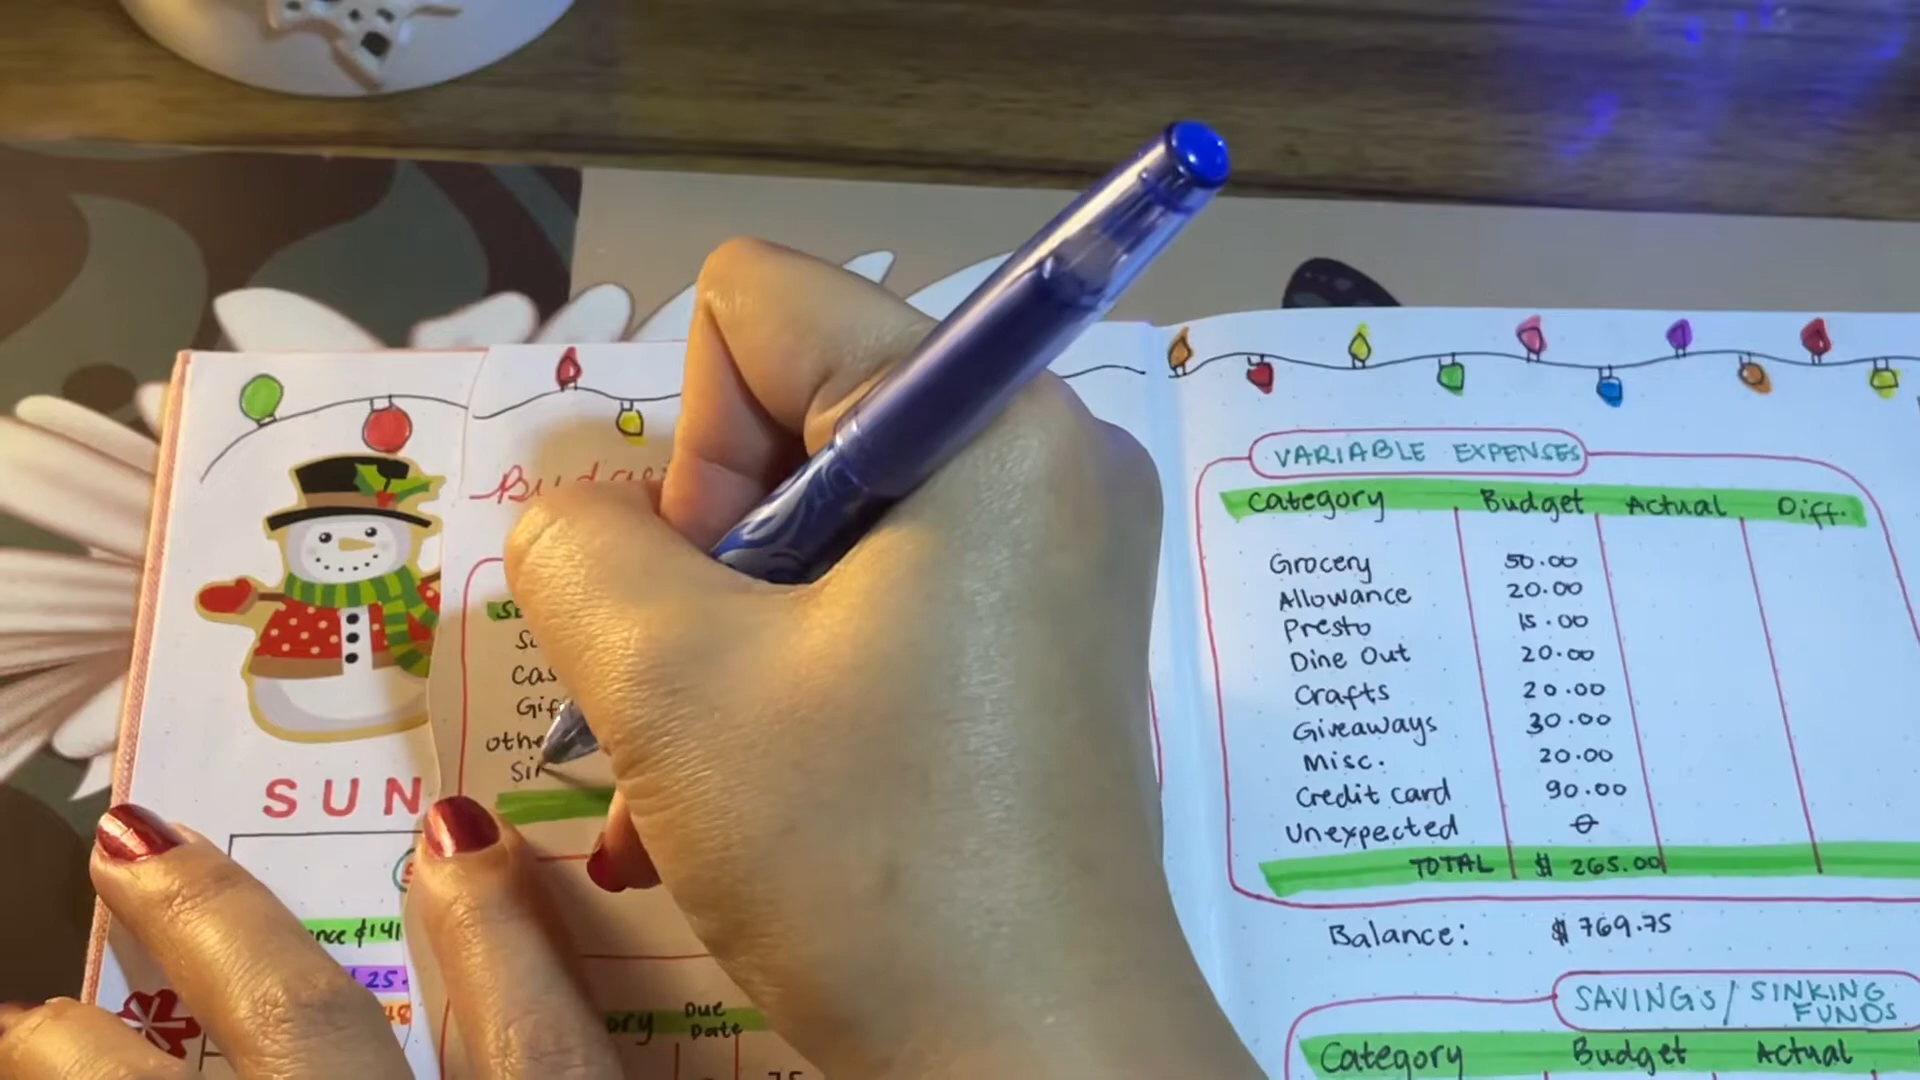 SUN
VARIABLE EXPENSES
Category Budget Actual Diff.
Grocery 50.00
Allowance 20.00
Presto 15.00
Dine Out 20.00
Crafts 20.00
Giveaways 30.00
Misc. 20.00
Credit card 90.00
Unexpected
TOTAL $ 265.00
Balance: $ 769.75
SAVINGS / SINKING
FUNDS
Category Budget Actual
Due
Date
75